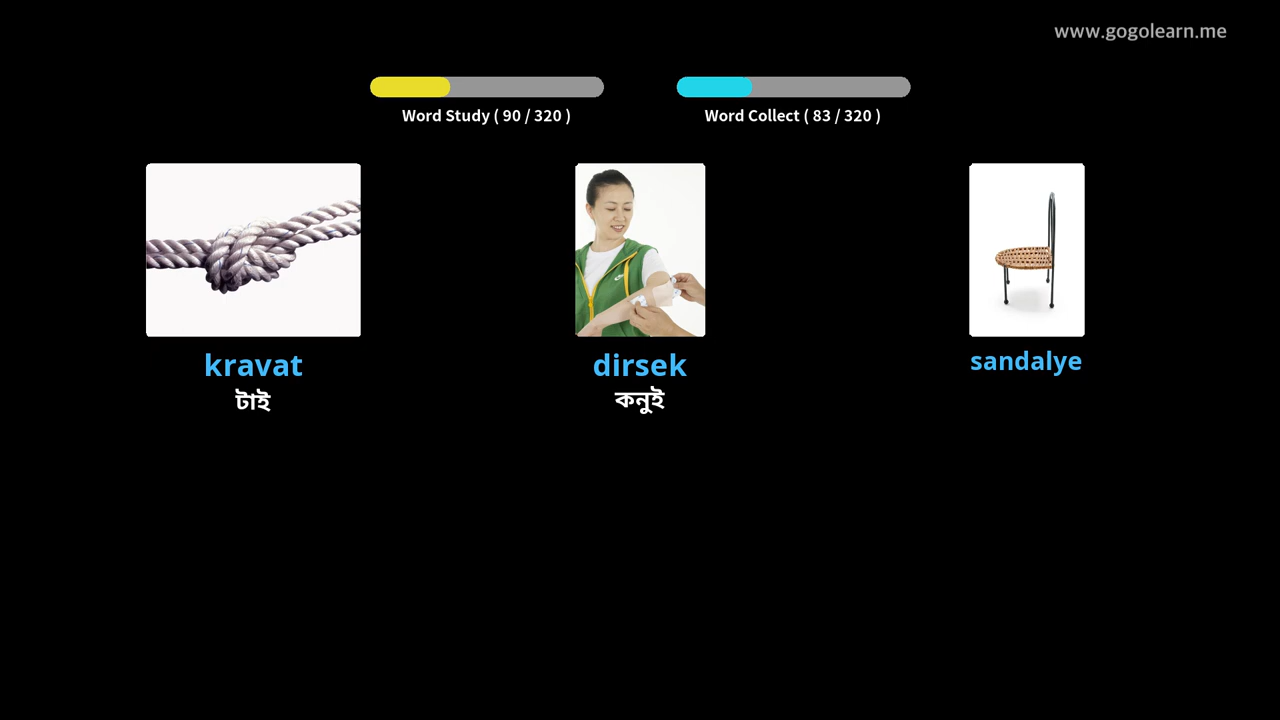 www.gogolearn.me
Word Study ( 90 / 320 )
Word Collect ( 83 / 320 )
kravat
টাই
dirsek
কনুই
sandalye